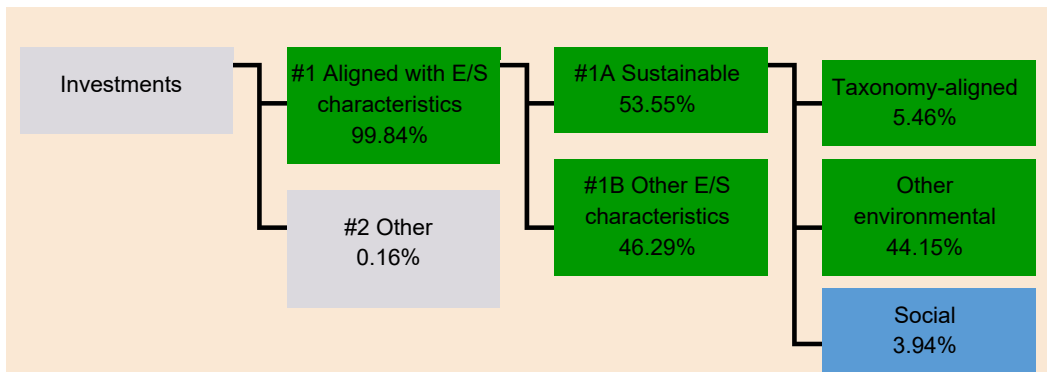 Investments
#1 Aligned with E/S
characteristics
99.84%
#2 Other
0.16%
#1A Sustainable
53.55%
#1B Other E/S
characteristics
46.29%
Taxonomy-aligned
5.46%
Other
environmental
44.15%
Social
3.94%